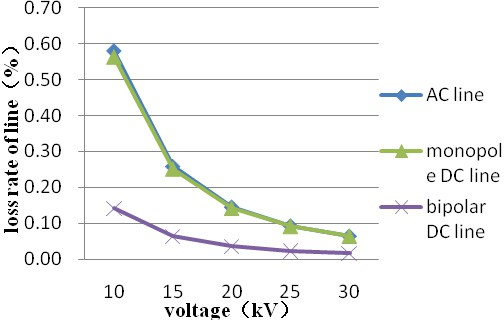 loss rate of line（%）
0.70
0.60
0.50
0.40
0.30
0.20
0.10
0.00
10 15 20 25 30
voltage（kV）
AC line
monopol
e DC line
bipolar
DC line